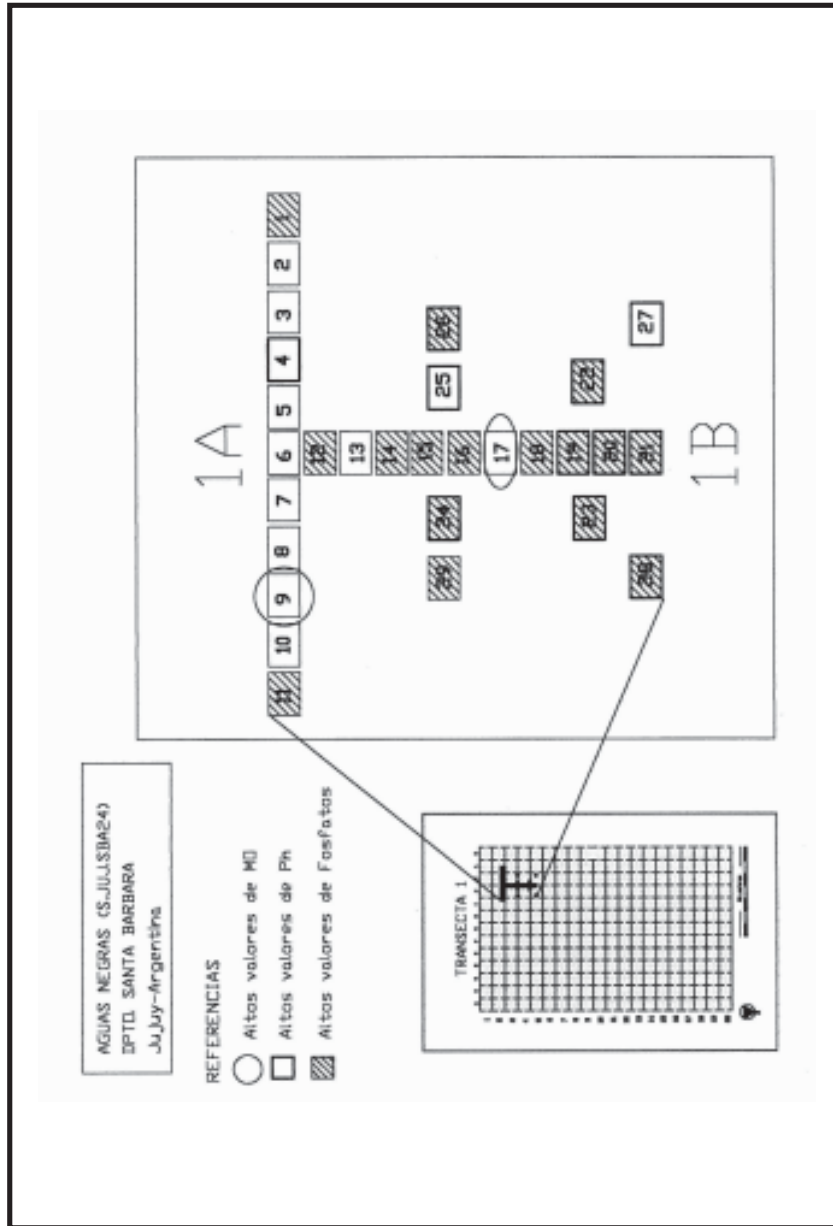 AGUAS NEGRAS (S.JUJ.SBA24)
DPTO. SANTA BARBARA
Jujuy-Argentina
REFERENCIAS
Altos valores de MO
Altos valores de Ph
Altos valores de Fosfatos
TRANSECTA 1
1A
11 10 9 8 7 6 5 4 3 2 1
12
13
14
29 24 15 25 26
16
17
18
23 19 22
20
28 21 27
1B